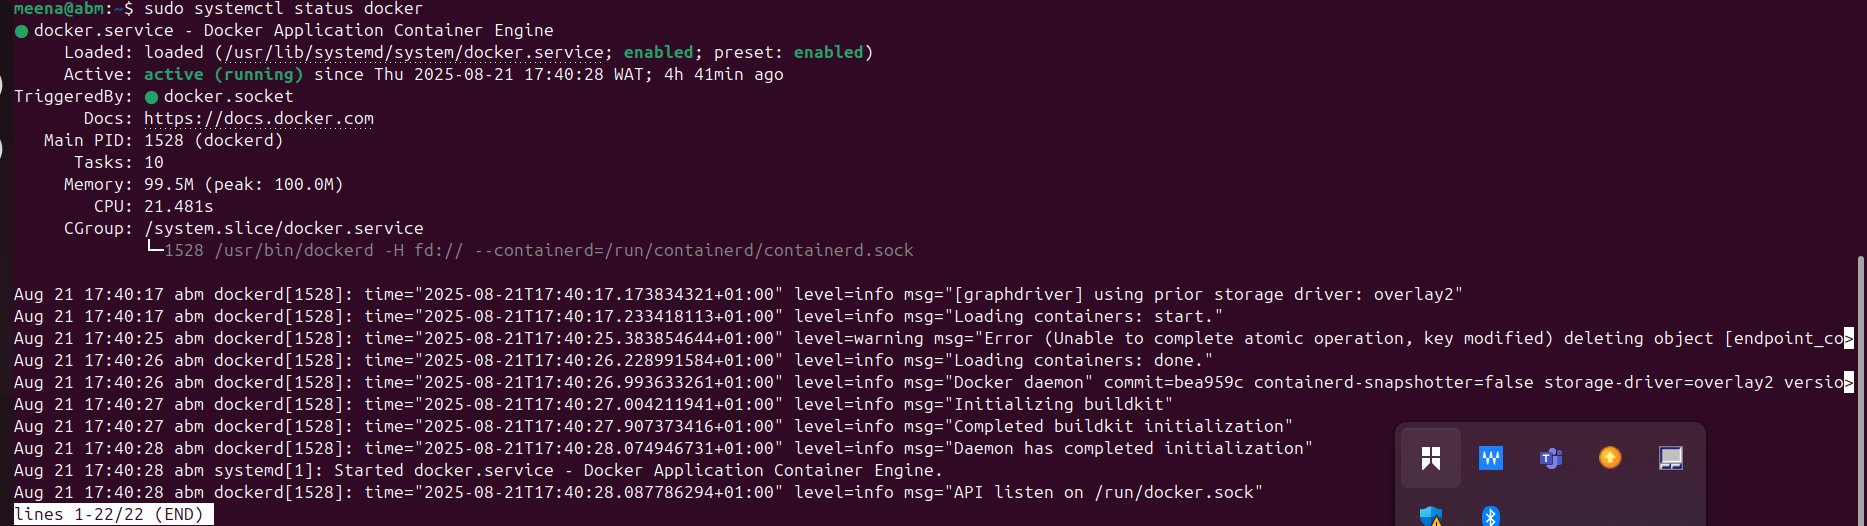 meena@abm:~$ sudo systemctl status docker
● docker.service - Docker Application Container Engine
     Loaded: loaded (/usr/lib/systemd/system/docker.service; enabled; preset: enabled)
     Active: active (running) since Thu 2025-08-21 17:40:28 WAT; 4h 41min ago
TriggeredBy: ● docker.socket
       Docs: https://docs.docker.com
   Main PID: 1528 (dockerd)
      Tasks: 10
     Memory: 99.5M (peak: 100.0M)
        CPU: 21.481s
     CGroup: /system.slice/docker.service
             └─1528 /usr/bin/dockerd -H fd:// --containerd=/run/containerd/containerd.sock
Aug 21 17:40:17 abm dockerd[1528]: time="2025-08-21T17:40:17.173834321+01:00" level=info msg="[graphdriver] using prior storage driver: overlay2"
Aug 21 17:40:17 abm dockerd[1528]: time="2025-08-21T17:40:17.233418113+01:00" level=info msg="Loading containers: start."
Aug 21 17:40:25 abm dockerd[1528]: time="2025-08-21T17:40:25.383854644+01:00" level=warning msg="Error (Unable to complete atomic operation, key modified) deleting object [endpoint_co>
Aug 21 17:40:26 abm dockerd[1528]: time="2025-08-21T17:40:26.228991584+01:00" level=info msg="Loading containers: done."
Aug 21 17:40:26 abm dockerd[1528]: time="2025-08-21T17:40:26.993633261+01:00" level=info msg="Docker daemon" commit=bea959c containerd-snapshotter=false storage-driver=overlay2 versio>
Aug 21 17:40:27 abm dockerd[1528]: time="2025-08-21T17:40:27.004211941+01:00" level=info msg="Initializing buildkit"
Aug 21 17:40:27 abm dockerd[1528]: time="2025-08-21T17:40:27.907373416+01:00" level=info msg="Completed buildkit initialization"
Aug 21 17:40:28 abm dockerd[1528]: time="2025-08-21T17:40:28.074946731+01:00" level=info msg="Daemon has completed initialization"
Aug 21 17:40:28 abm systemd[1]: Started docker.service - Docker Application Container Engine.
Aug 21 17:40:28 abm dockerd[1528]: time="2025-08-21T17:40:28.087786294+01:00" level=info msg="API listen on /run/docker.sock"
lines 1-22/22 (END)